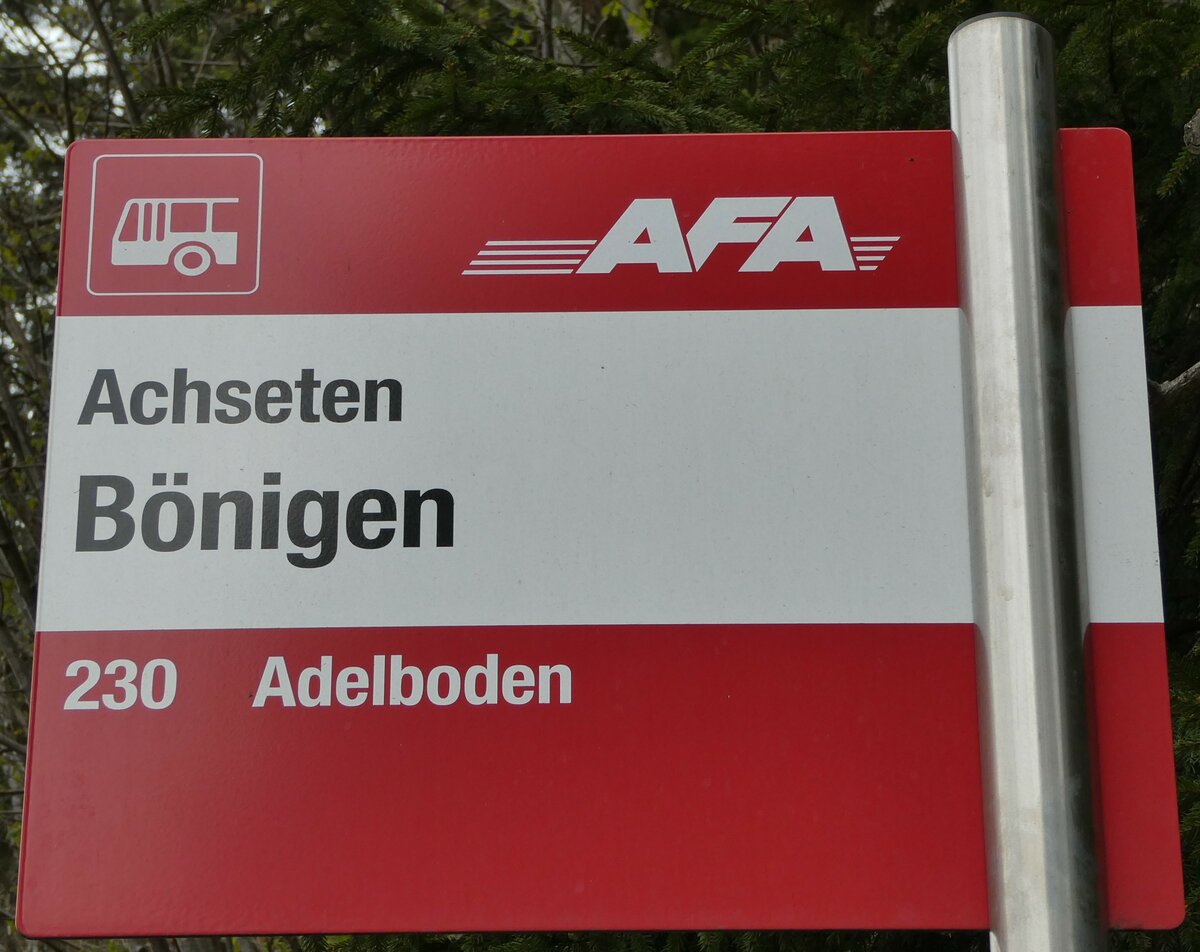 AFA
Achseten
Bönigen
230 Adelboden